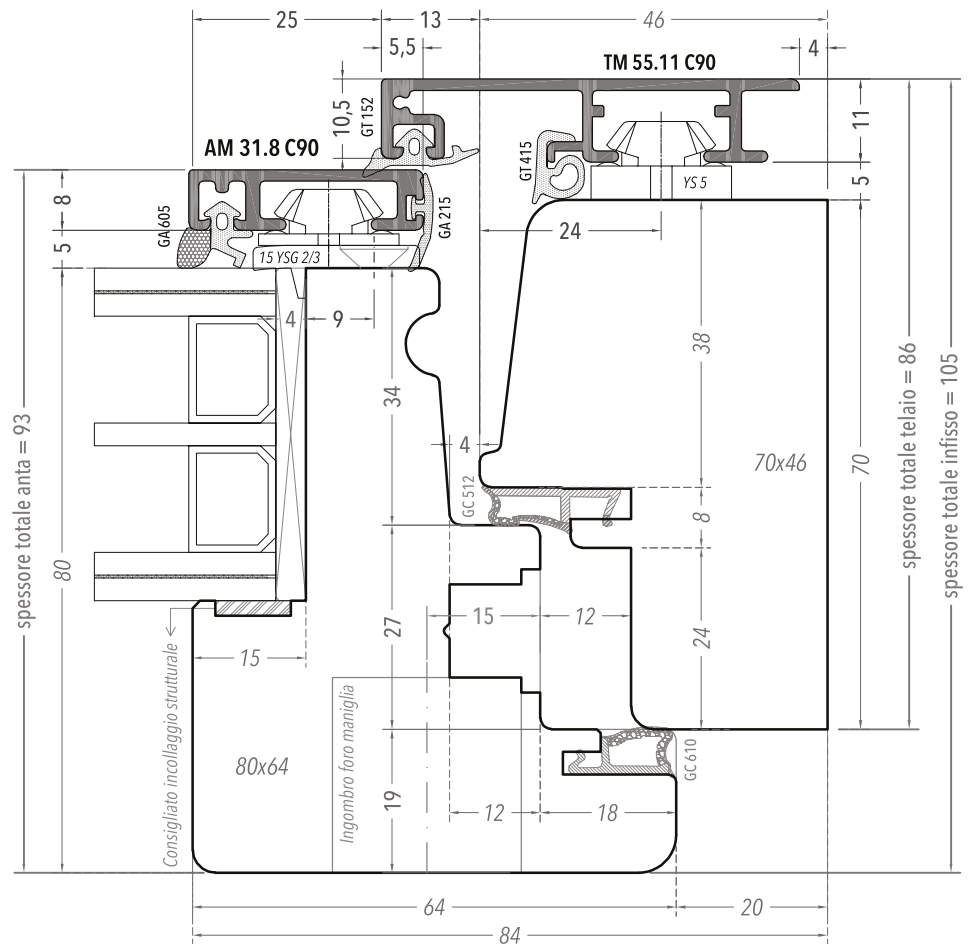 25
13
46
5,5
4
TM 55.11 C90
10,5
GT152
11
AM 31.8 C90
GT 415
YS 5
5
8
GA605
GA 215
24
5
15 YSG 2/3
4
9
38
34
spessore totale anta = 93
80
spessore totale telaio = 86
spessore totale infisso = 105
4
70x46
70
GC 512
8
15
12
27
24
15
Consigliato incollaggio strutturale
Ingombro foro maniglia
80x64
GC 610
19
12
18
64
20
84